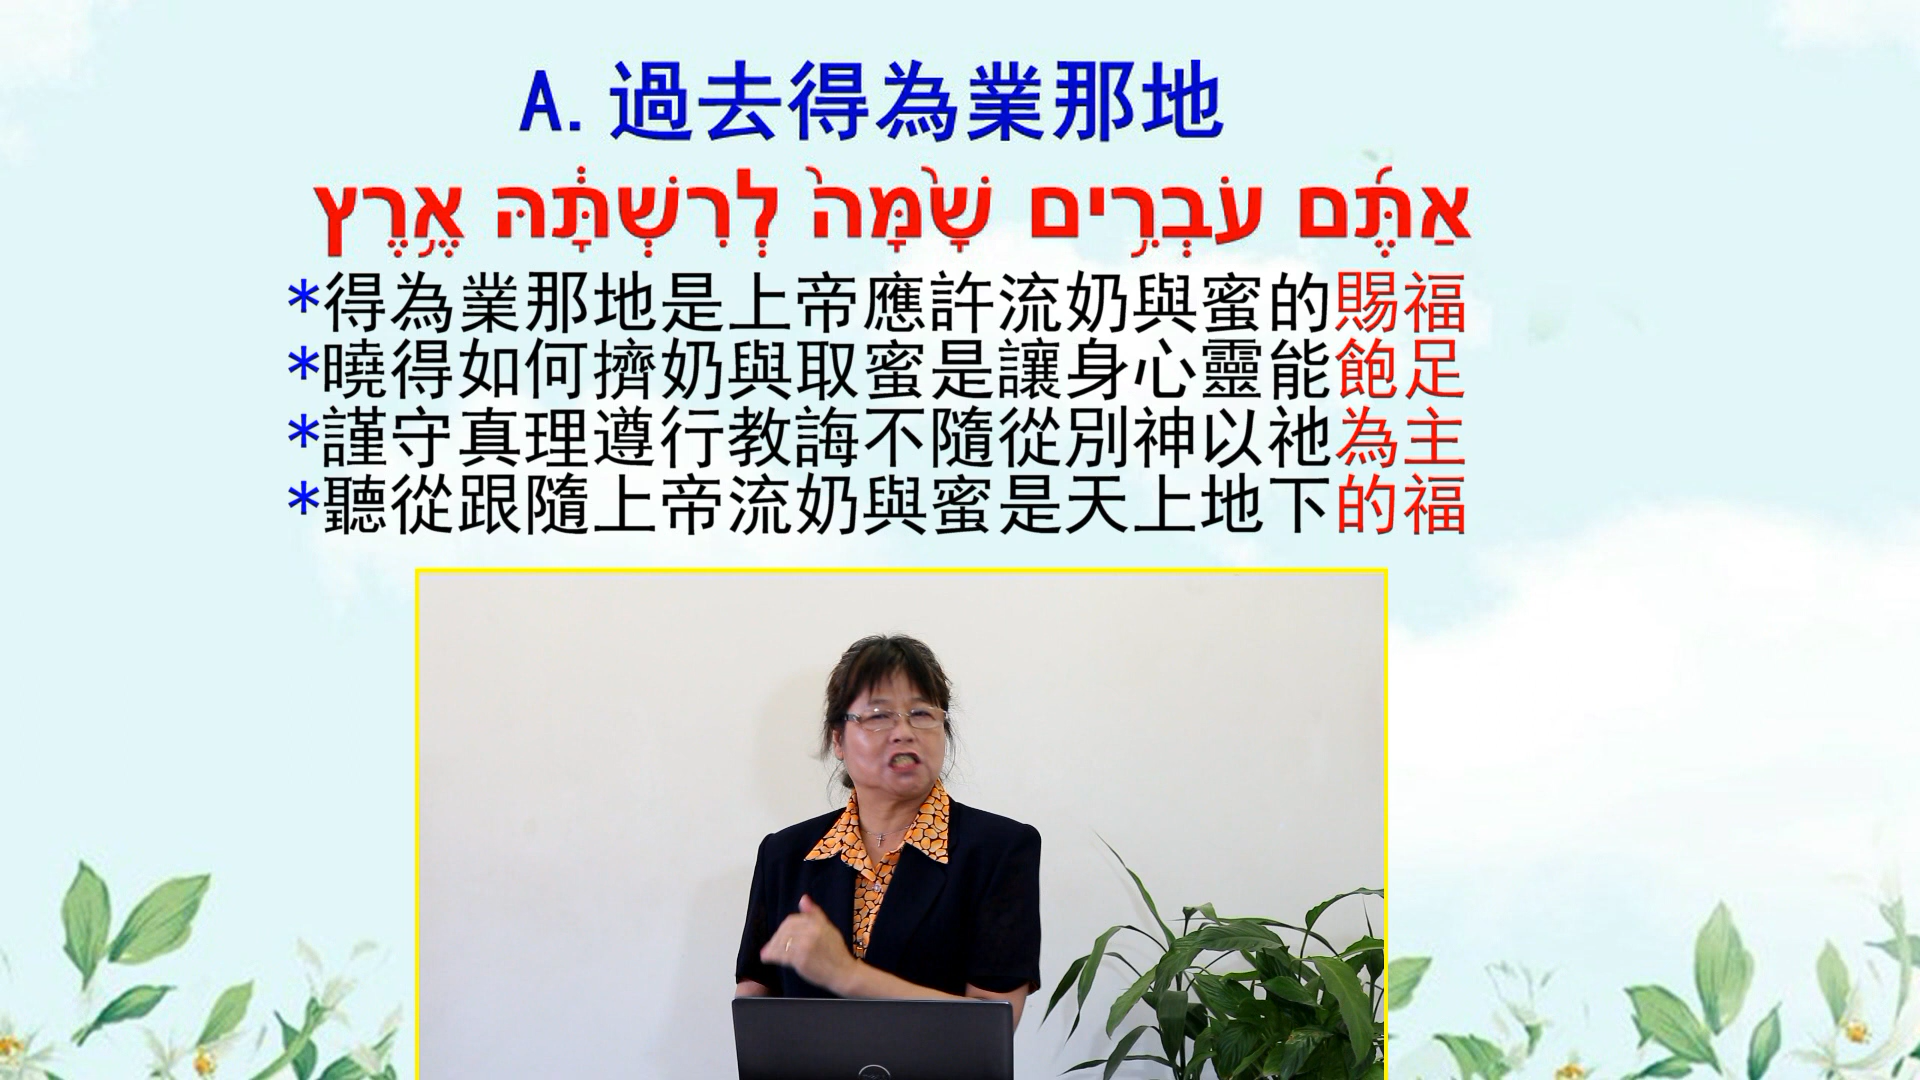 A.過去得為業那地
אַתֶּ֜ם עֹבְרִ֥ים שָׁ֙מָּה֙ לְרִשְׁתָּ֔הּ אֶ֥רֶץ
*得為業那地是上帝應許流奶與蜜的賜福
*曉得如何擠奶與取蜜是讓身心靈能飽足
*謹守真理遵行教誨不隨從別神以祂為主
*聽從跟隨上帝流奶與蜜是天上地下的福